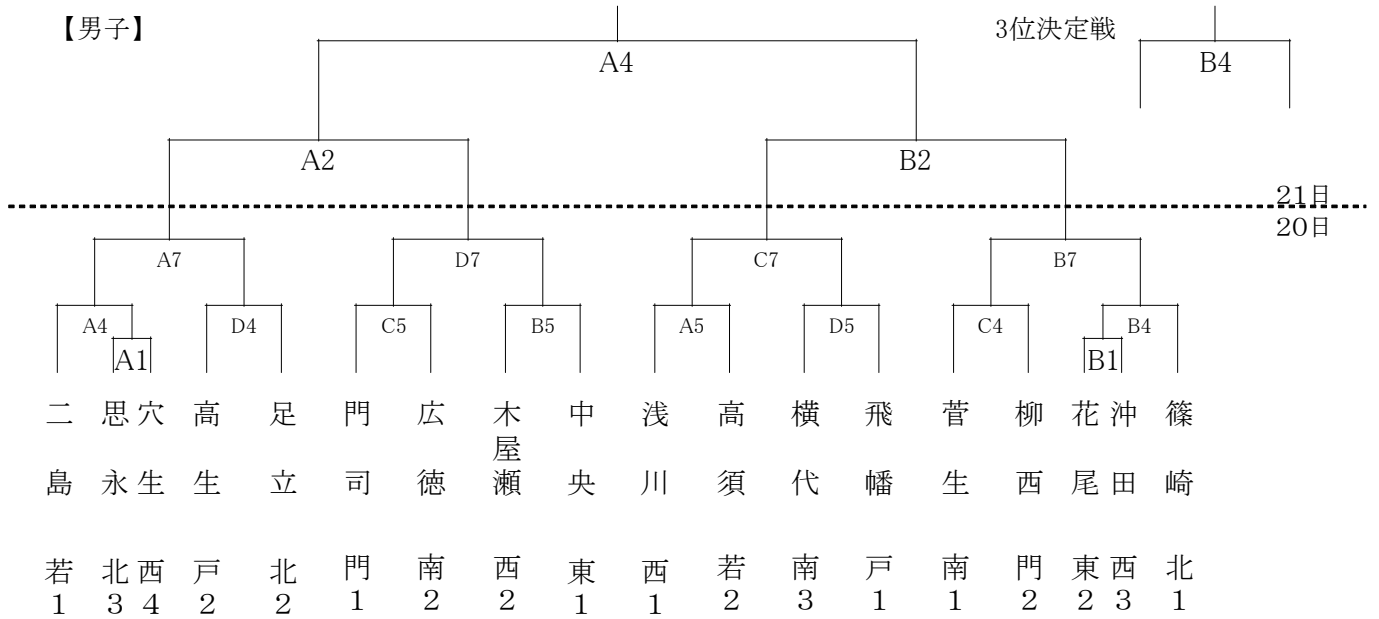 【男子】
3位決定戦
A4
B4
A2
B2
21日
20日
A7
D7
C7
B7
A4
D4
C5
B5
A5
D5
C4
B4
A1
B1
二島
思永
穴生
高生
足立
門司
広徳
木屋瀬
中央
浅川
高須
横代
飛幡
菅生
柳西
花尾
沖田
篠崎
若1
北3
西4
戸2
北2
門1
南2
西2
東1
西1
若2
南3
戸1
南1
門2
東2
西3
北1